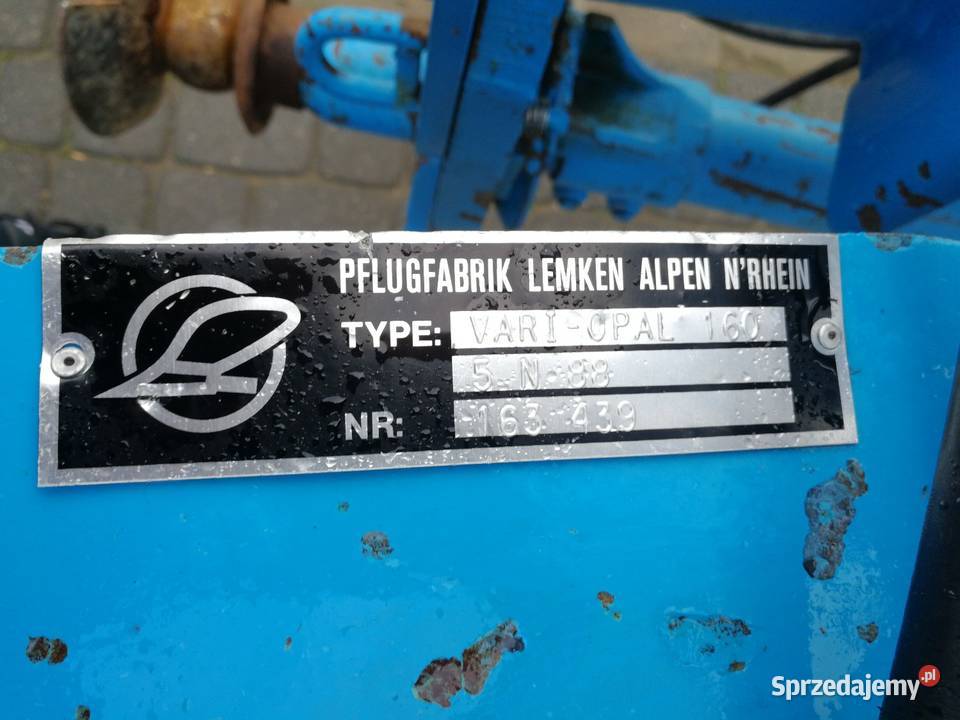 PFLUGFABRIK LEMKEN ALPEN N'RHEIN
TYPE: VARI-OPAL 160
5 N 88
NR: 163 439
Sprzedajemy.pl